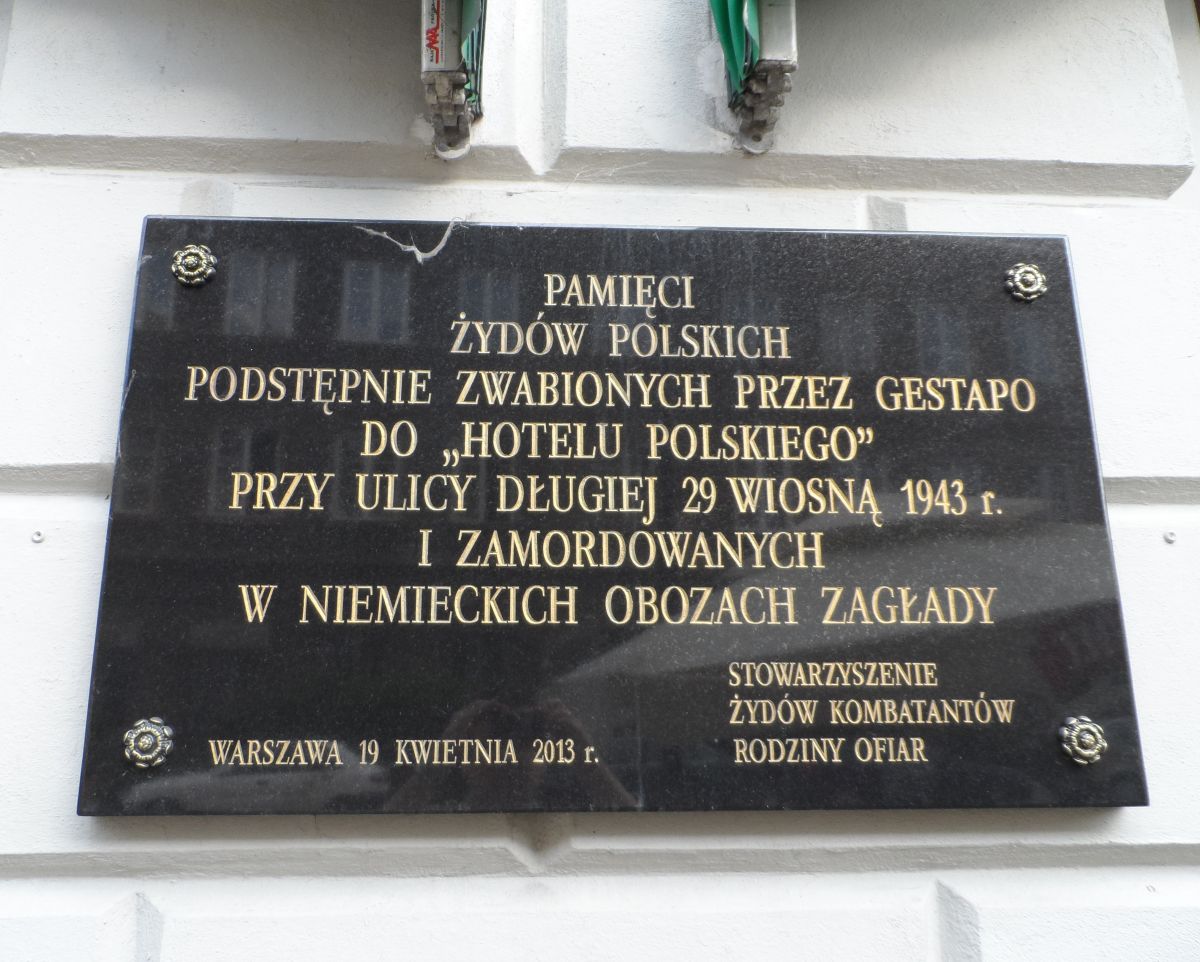 PAMIĘCI
ŻYDÓW POLSKICH
PODSTĘPNIE ZWABIONYCH PRZEZ GESTAPO
DO „HOTELU POLSKIEGO”
PRZY ULICY DŁUGIEJ 29 WIOSNĄ 1943 r.
I ZAMORDOWANYCH
W NIEMIECKICH OBOZACH ZAGŁADY
STOWARZYSZENIE
ŻYDÓW KOMBATANTÓW
RODZINY OFIAR
WARSZAWA 19 KWIETNIA 2013 r.